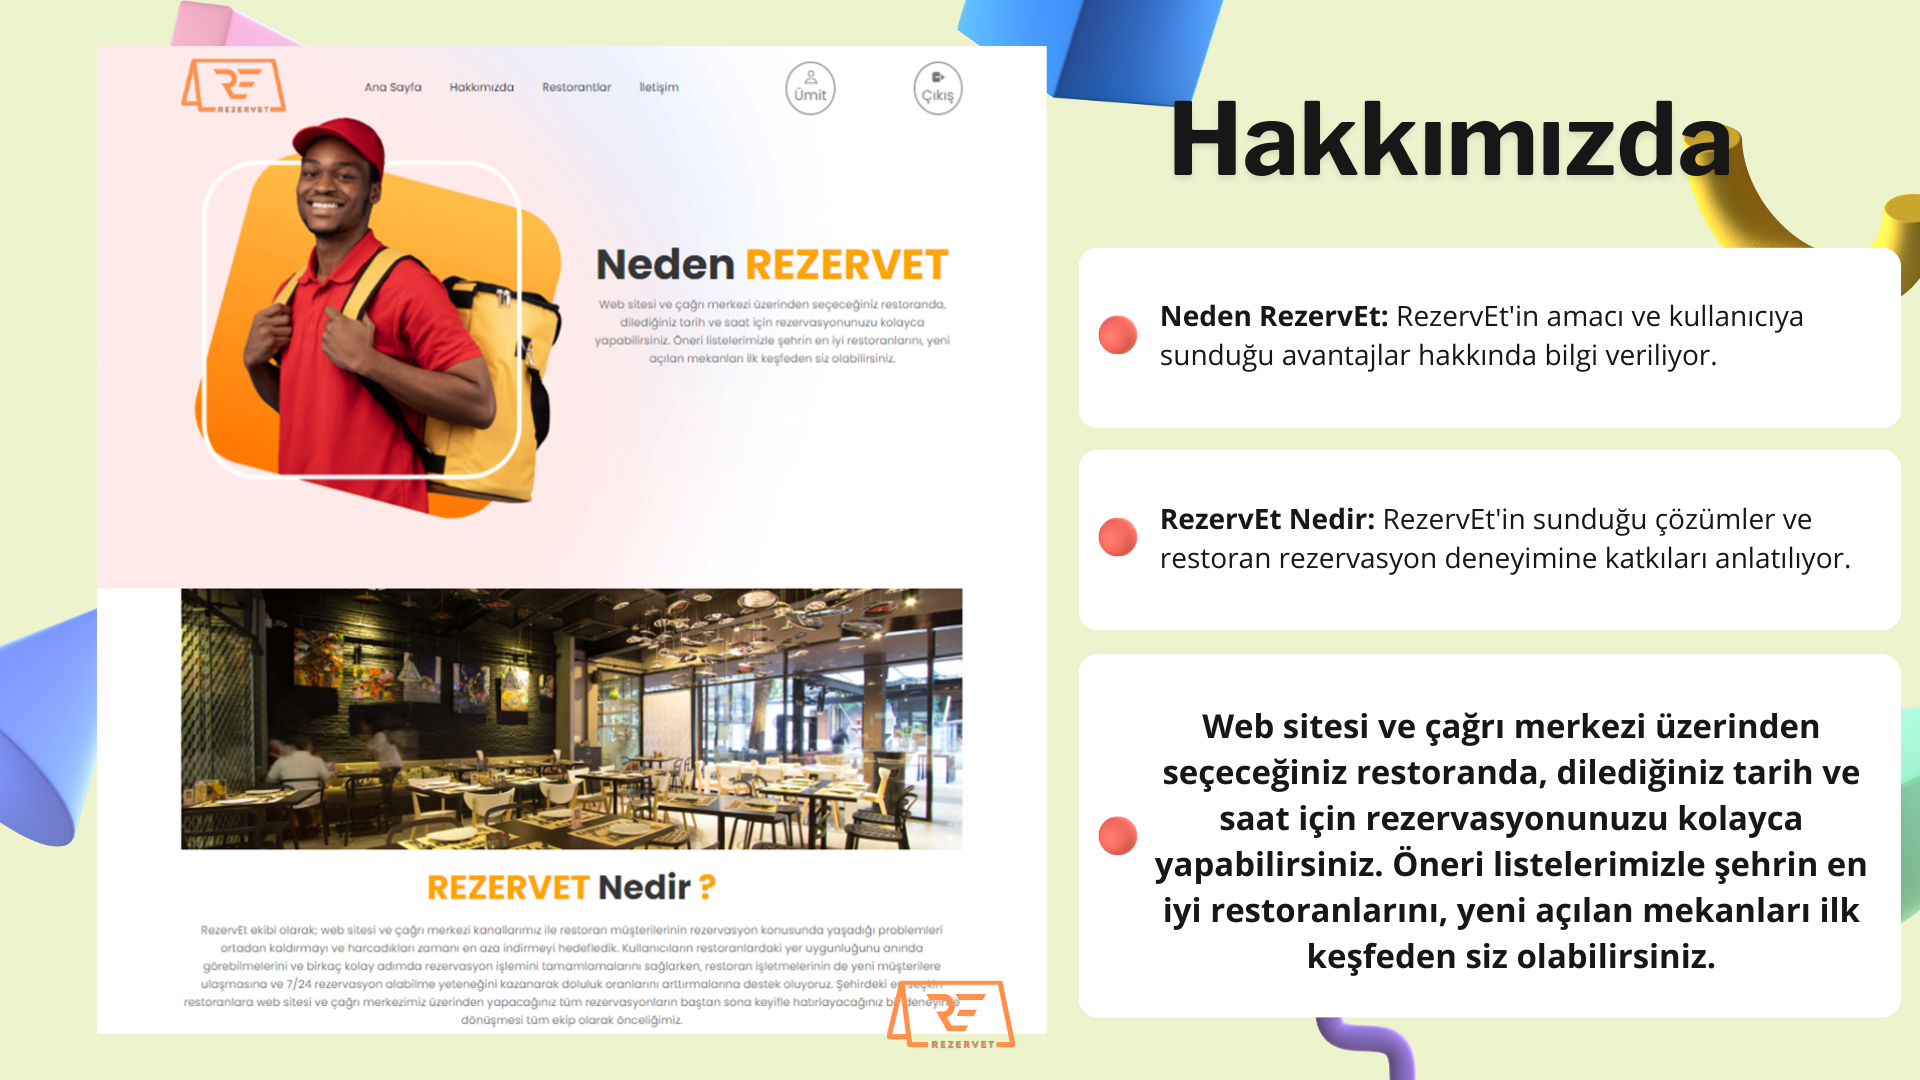 RE
REZERVET
Ana Sayfa
Hakkımızda
Restorantlar
İletişim
Ümit
Çıkış
Neden REZERVET
Web sitesi ve çağrı merkezi üzerinden seçeceğiniz restoranda,
dilediğiniz tarih ve saat için rezervasyonunuzu kolayca
yapabilirsiniz. Öneri listelerimizle şehrin en iyi restoranlarını, yeni
açılan mekanları ilk keşfeden siz olabilirsiniz.
REZERVET Nedir ?
RezervEt ekibi olarak; web sitesi ve çağrı merkezi kanallarımız ile restoran müşterilerinin rezervasyon konusunda yaşadığı problemleri
ortadan kaldırmayı ve harcadıkları zamanı en aza indirmeyi hedefledik. Kullanıcıların restoranlardaki yer uygunluğunu anında
görebilmelerini ve birkaç kolay adımda rezervasyon işlemini tamamlamalarını sağlarken, restoran işletmelerinin de yeni müşterilere
ulaşmasına ve 7/24 rezervasyon alabilme yeteneğini kazanarak doluluk oranlarını arttırmalarına destek oluyoruz. Şehirdeki en seçkin
restoranlara web sitesi ve çağrı merkezimiz üzerinden yapacağınız tüm rezervasyonların baştan sona keyifle hatırlayacağınız bir deneyime
dönüşmesi tüm ekip olarak önceliğimiz.
RE
REZERVET
Hakkımızda
Neden RezervEt: RezervEt'in amacı ve kullanıcıya
sunduğu avantajlar hakkında bilgi veriliyor.
RezervEt Nedir: RezervEt'in sunduğu çözümler ve
restoran rezervasyon deneyimine katkıları anlatılıyor.
Web sitesi ve çağrı merkezi üzerinden
seçeceğiniz restoranda, dilediğiniz tarih ve
saat için rezervasyonunuzu kolayca
yapabilirsiniz. Öneri listelerimizle şehrin en
iyi restoranlarını, yeni açılan mekanları ilk
keşfeden siz olabilirsiniz.